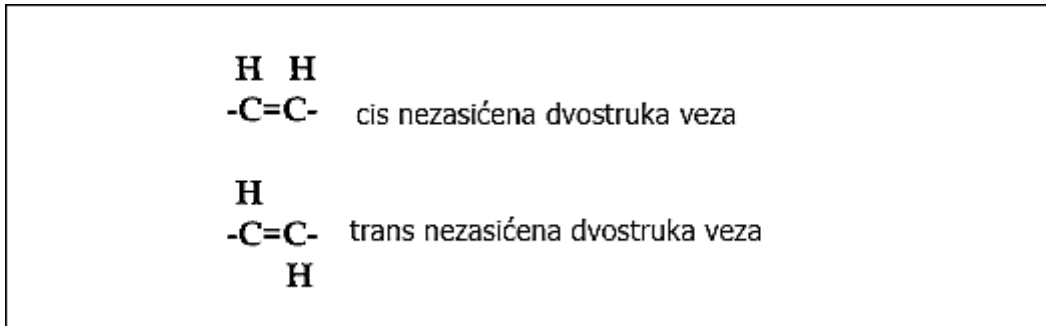 H H
-C=C- cis nezasićena dvostruka veza
H
-C=C- trans nezasićena dvostruka veza
H